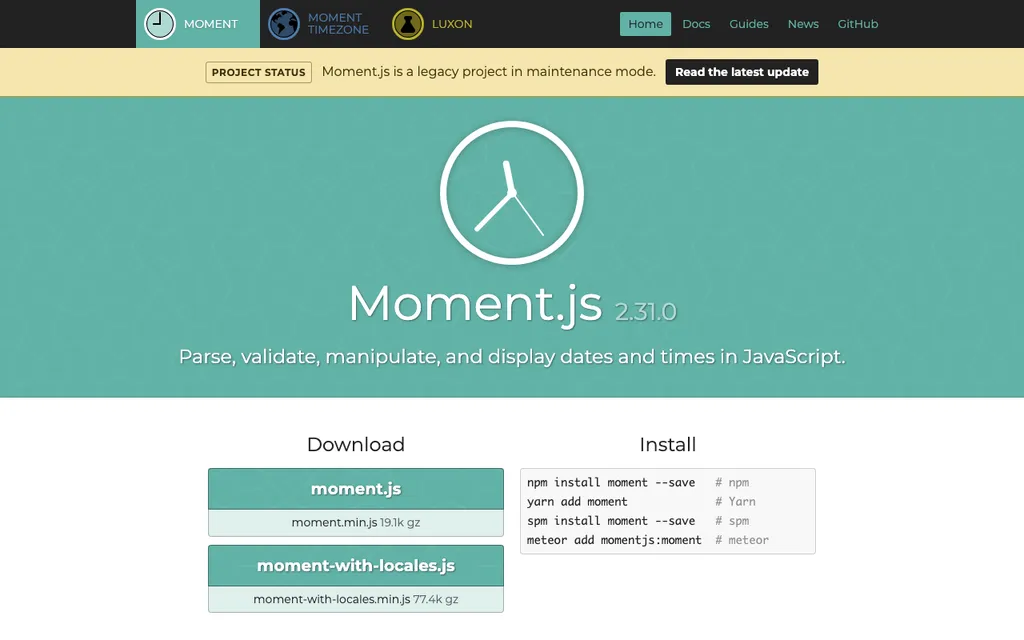 MOMENT
MOMENT
TIMEZONE
LUXON
Home Docs Guides News GitHub
PROJECT STATUS Moment.js is a legacy project in maintenance mode. Read the latest update
Moment.js 2.31.0
Parse, validate, manipulate, and display dates and times in JavaScript.
Download
moment.js
moment.min.js 19.1k gz
moment-with-locales.js
moment-with-locales.min.js 77.4k gz
Install
npm install moment --save # npm
yarn add moment # Yarn
spm install moment --save # spm
meteor add momentjs:moment # meteor